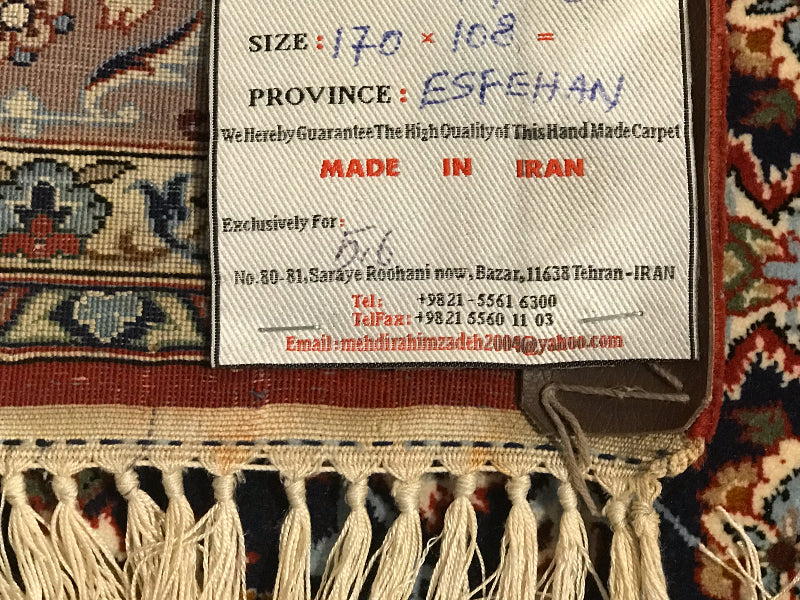 SIZE: 170 × 108 =
PROVINCE: ESFEHAN
We Hereby Guarantee The High Quality of This Hand Made Carpet
MADE IN IRAN
Exclusively For:
No.80-81,Saraye Roohani now, Bazar,11638 Tehran-IRAN
Tel: +9821-5561 6300
TelFax: +9821 5560 11 03
Email:mehdirahimzadeh2004@yahoo.com